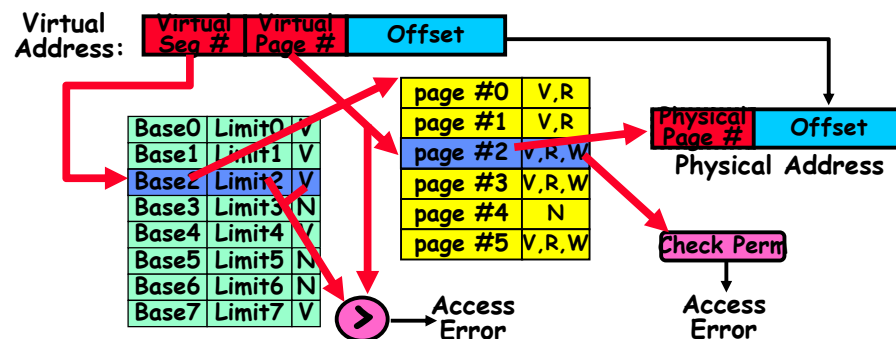 Virtual Address:
Virtual Seg #
Virtual Page #
Offset
page #0 V,R
page #1 V,R
page #2 V,R,W
page #3 V,R,W
page #4 N
page #5 V,R,W
Base0 Limit0 V
Base1 Limit1 V
Base2 Limit2 V
Base3 Limit3 N
Base4 Limit4 V
Base5 Limit5 N
Base6 Limit6 N
Base7 Limit7 V
Physical Page #
Offset
Physical Address
Check Perm
>
Access Error
Access Error